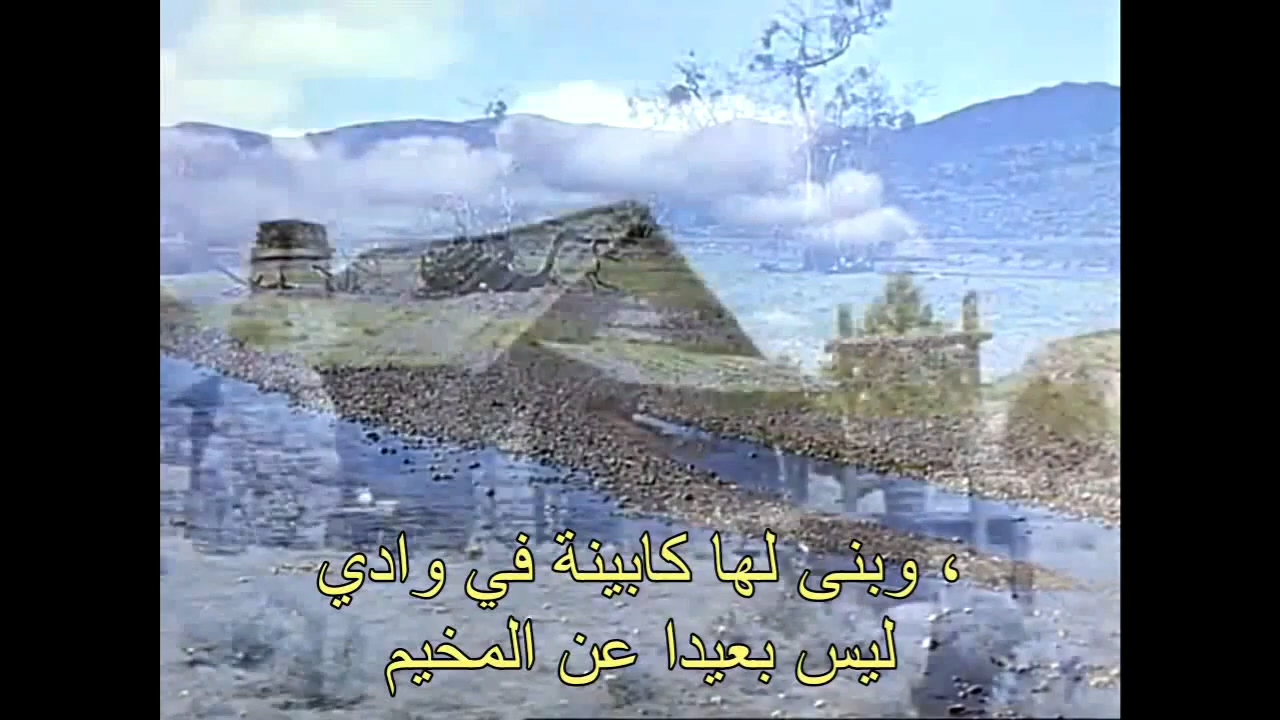 ، وبنى لها كابينة في وادي
ليس بعيدا عن المخيم